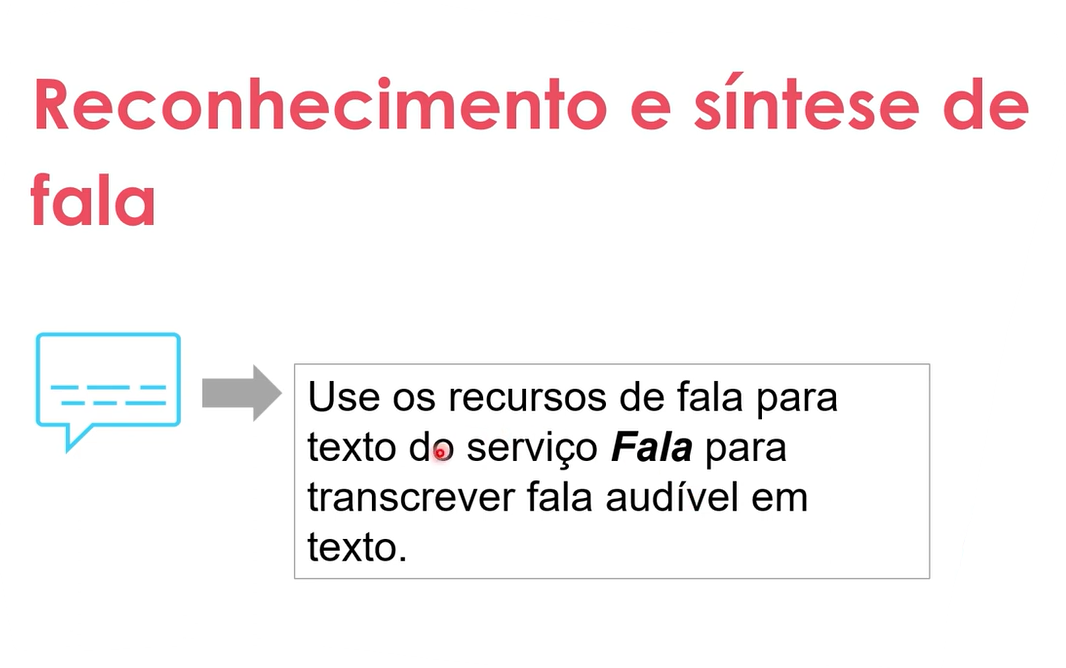 Reconhecimento e síntese de
fala
Use os recursos de fala para
texto do serviço Fala para
transcrever fala audível em
texto.